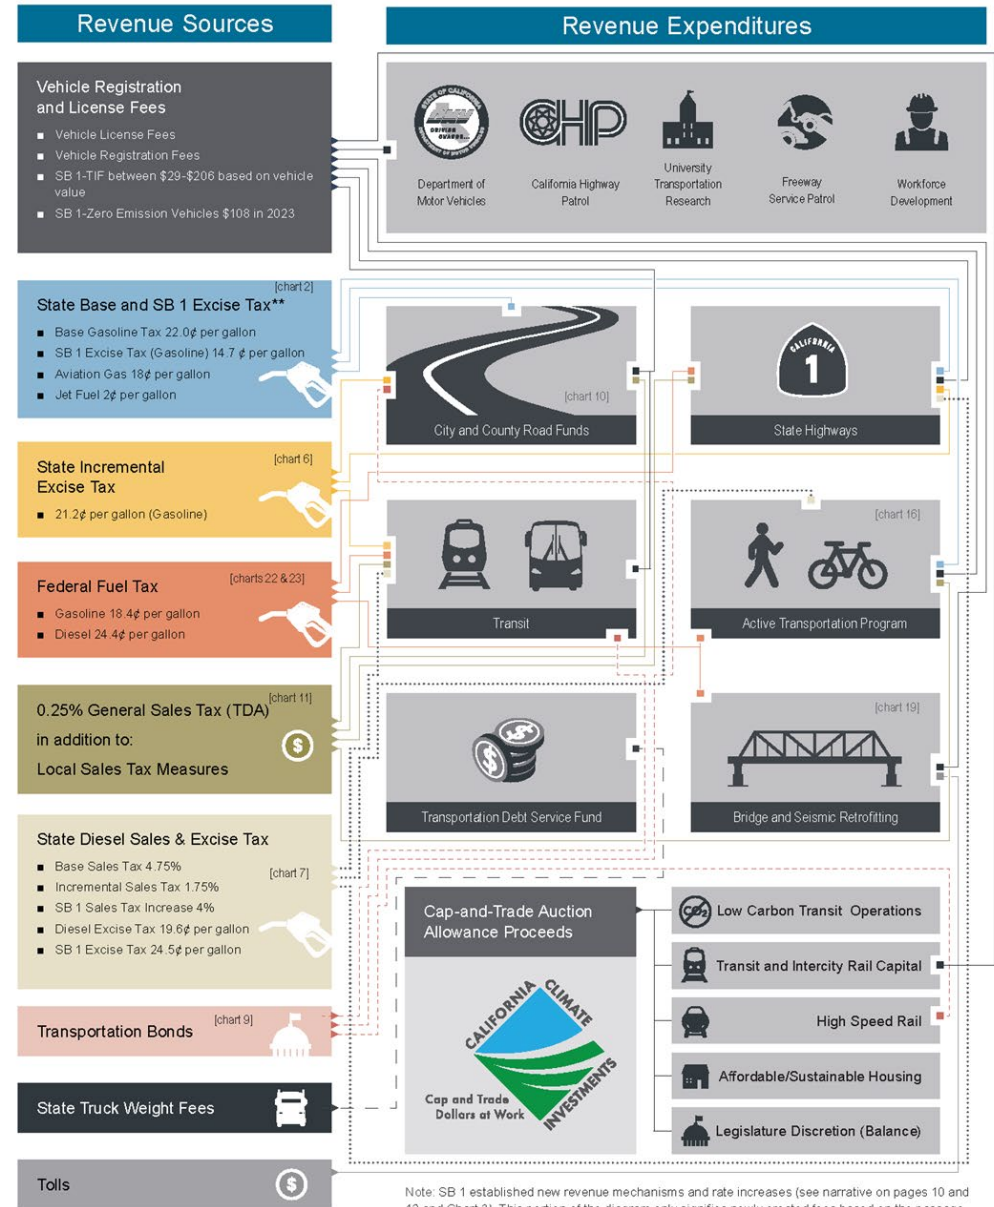 Revenue Sources
Revenue Expenditures
Vehicle Registration
and License Fees
Vehicle License Fees
Vehicle Registration Fees
SB 1-TIF between $29-$206 based on vehicle
value
SB 1-Zero Emission Vehicles $108 in 2023
STATE OF CALIFORNIA
DMV
DRIVING
CHANGE...
DEPARTMENT OF MOTOR VEHICLES
Department of
Motor Vehicles
CHP
California Highway
Patrol
University
Transportation
Research
Freeway
Service Patrol
Workforce
Development
[chart 2]
State Base and SB 1 Excise Tax**
Base Gasoline Tax 22.0¢ per gallon
SB 1 Excise Tax (Gasoline) 14.7 ¢ per gallon
Aviation Gas 18¢ per gallon
Jet Fuel 2¢ per gallon
[chart 10]
City and County Road Funds
CALIFORNIA
1
State Highways
[chart 6]
State Incremental
Excise Tax
21.2¢ per gallon (Gasoline)
[charts 22 & 23]
Federal Fuel Tax
Gasoline 18.4¢ per gallon
Diesel 24.4¢ per gallon
Transit
[chart 16]
Active Transportation Program
[chart 11]
0.25% General Sales Tax (TDA)
in addition to:
Local Sales Tax Measures
$
$
$
Transportation Debt Service Fund
[chart 19]
Bridge and Seismic Retrofitting
State Diesel Sales & Excise Tax
[chart 7]
Base Sales Tax 4.75%
Incremental Sales Tax 1.75%
SB 1 Sales Tax Increase 4%
Diesel Excise Tax 19.6¢ per gallon
SB 1 Excise Tax 24.5¢ per gallon
[chart 9]
Transportation Bonds
State Truck Weight Fees
Tolls
$
Cap-and-Trade Auction
Allowance Proceeds
CALIFORNIA CLIMATE
INVESTMENTS
Cap and Trade
Dollars at Work
CO2
Low Carbon Transit Operations
Transit and Intercity Rail Capital
High Speed Rail
Affordable/Sustainable Housing
Legislature Discretion (Balance)
Note: SB 1 established new revenue mechanisms and rate increases (see narrative on pages 10 and